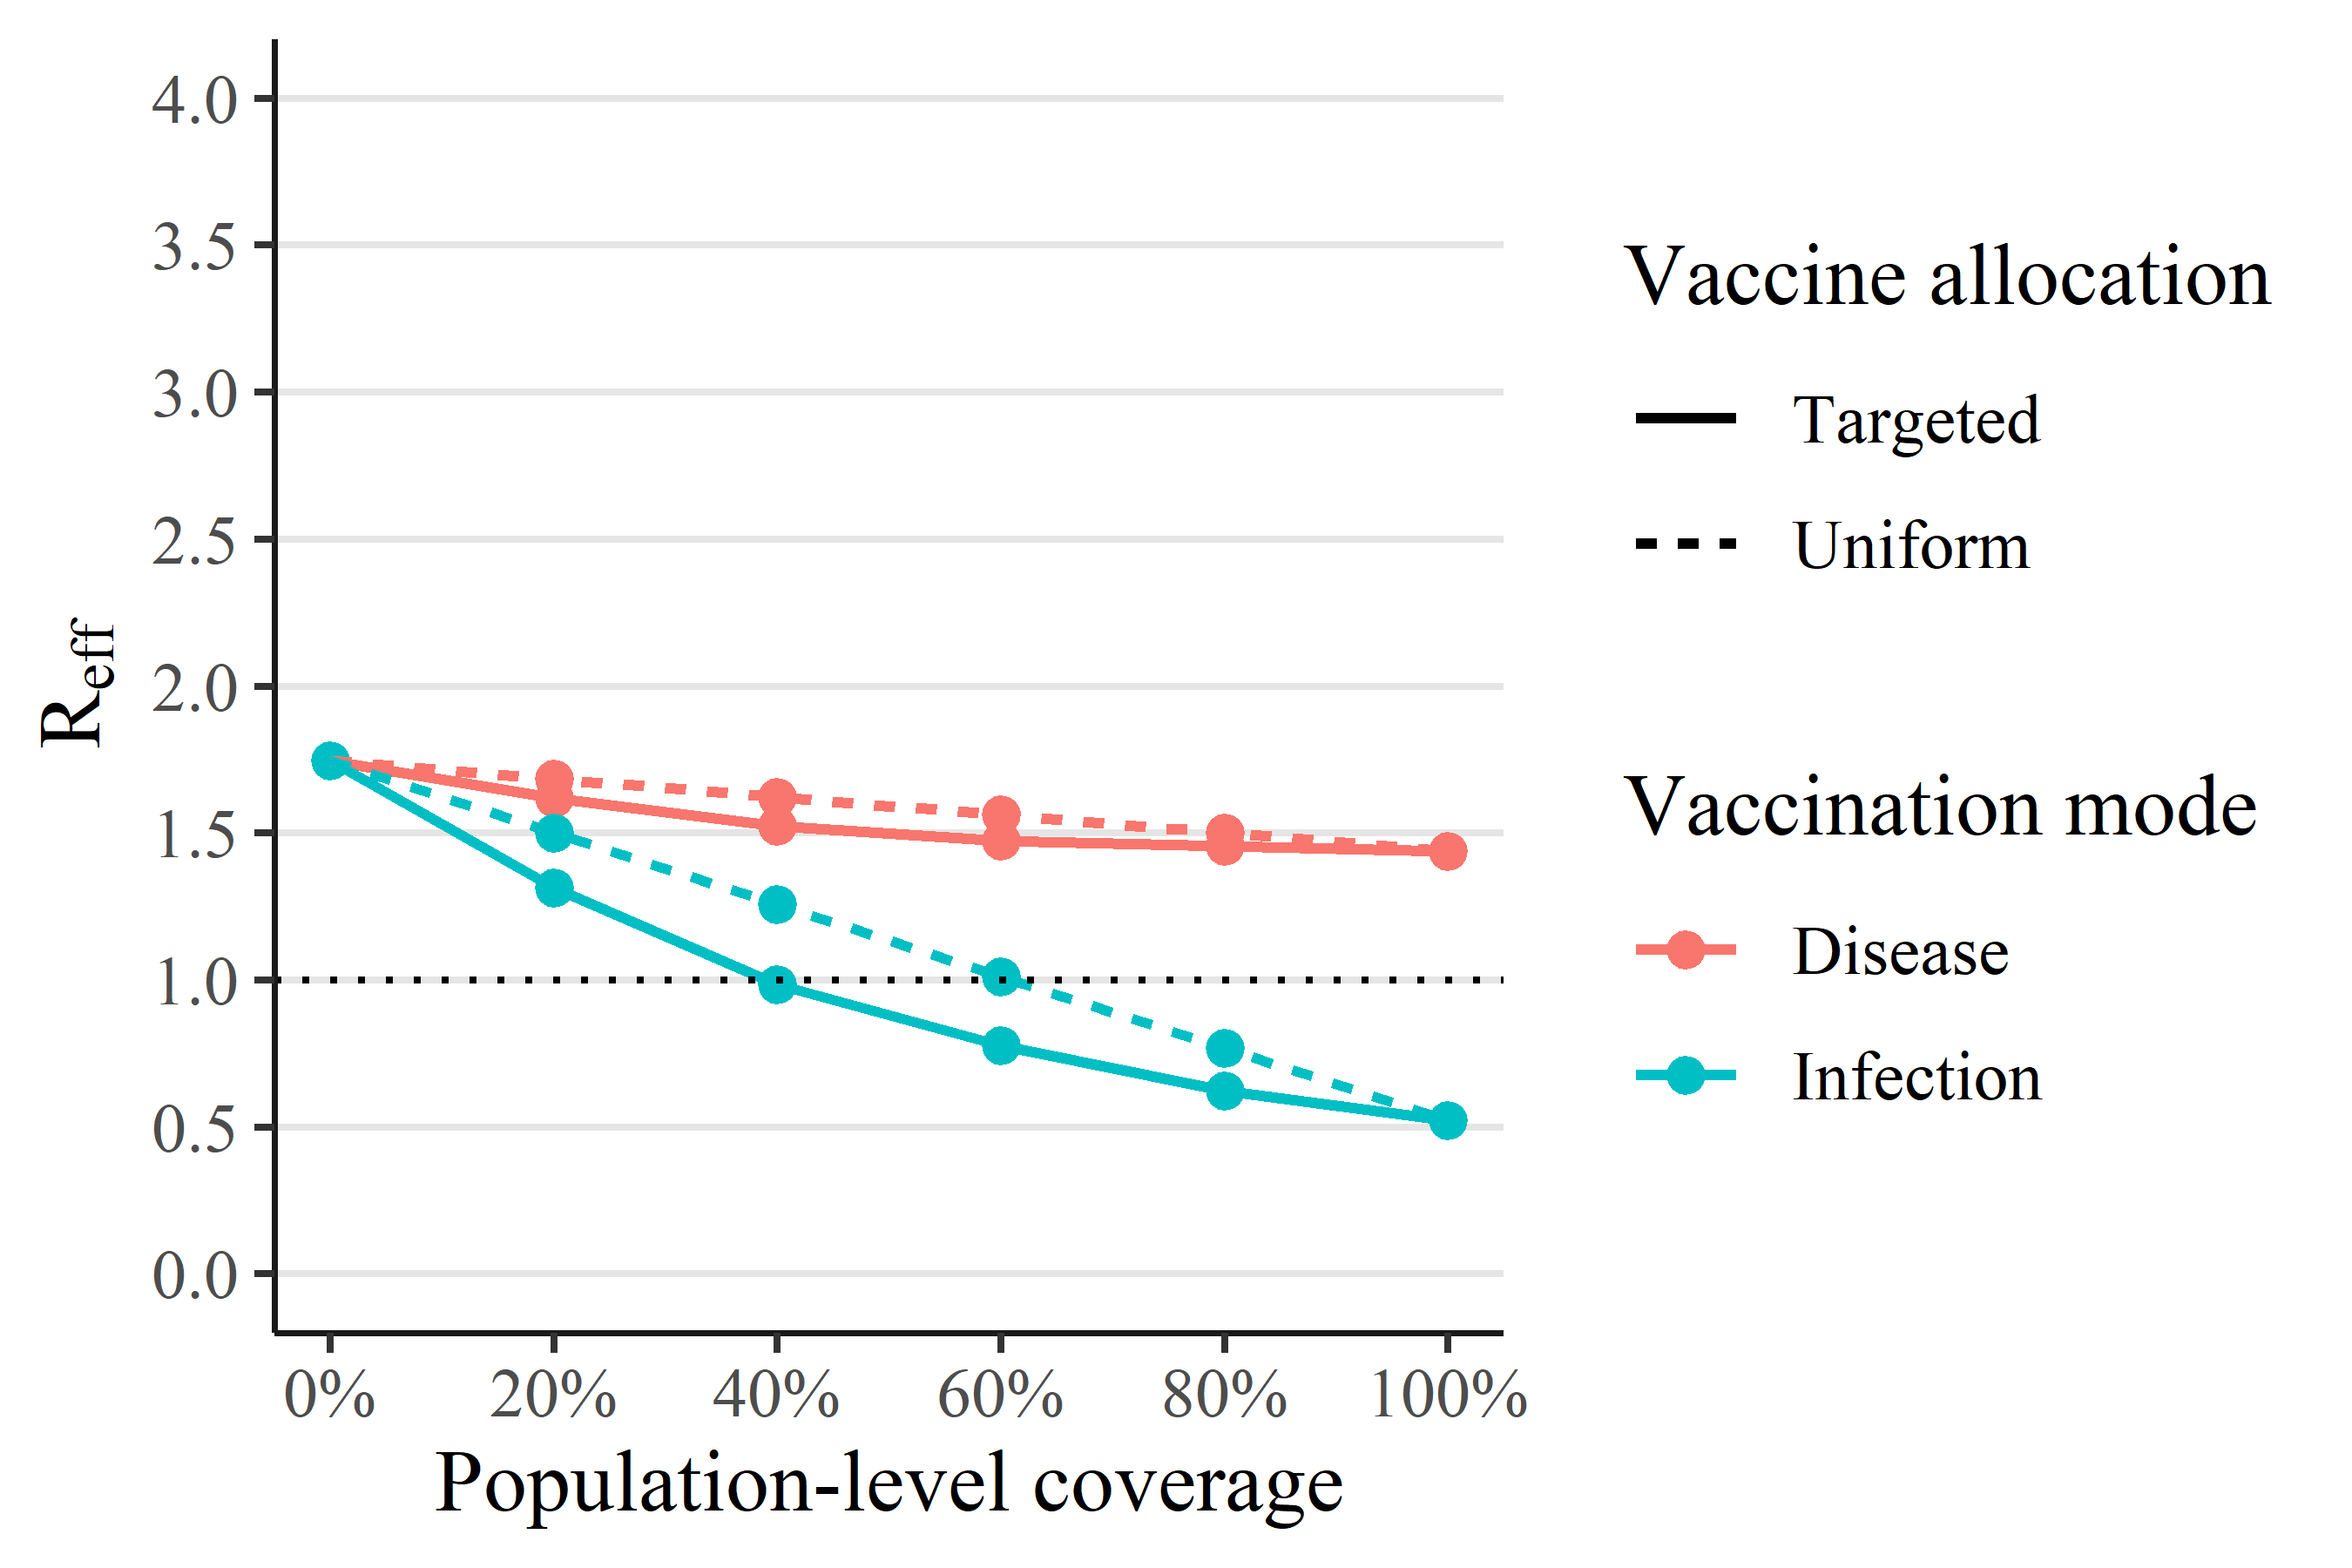 4.0
3.5
3.0
2.5
2.0
1.5
1.0
0.5
0.0
Reff
0% 20% 40% 60% 80% 100%
Population-level coverage
Vaccine allocation
Targeted
Uniform
Vaccination mode
Disease
Infection